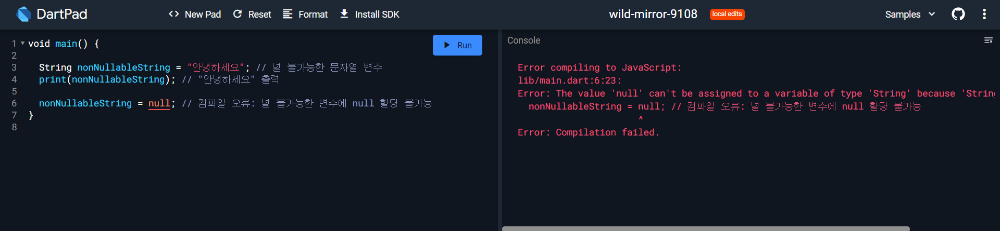 DartPad
New Pad
Reset
Format
Install SDK
wild-mirror-9108
local edits
Samples
1 void main() {
2
3 String nonNullableString = "안녕하세요"; // 널 불가능한 문자열 변수
4 print(nonNullableString); // "안녕하세요" 출력
5
6 nonNullableString = null; // 컴파일 오류: 널 불가능한 변수에 null 할당 불가능
7 }
8
Run
Console
Error compiling to JavaScript:
lib/main.dart:6:23:
Error: The value 'null' can't be assigned to a variable of type 'String' because 'String
nonNullableString = null; // 컴파일 오류: 널 불가능한 변수에 null 할당 불가능
^
Error: Compilation failed.